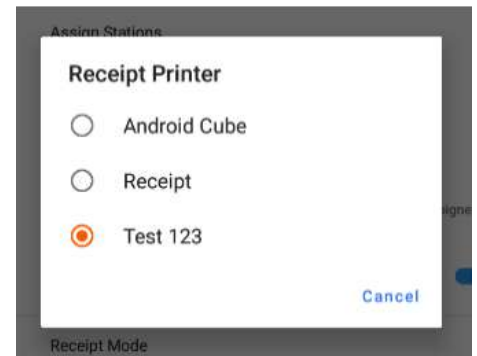 Assign Stations
Receipt Printer
Android Cube
Receipt
Test 123
Cancel
Receipt Mode